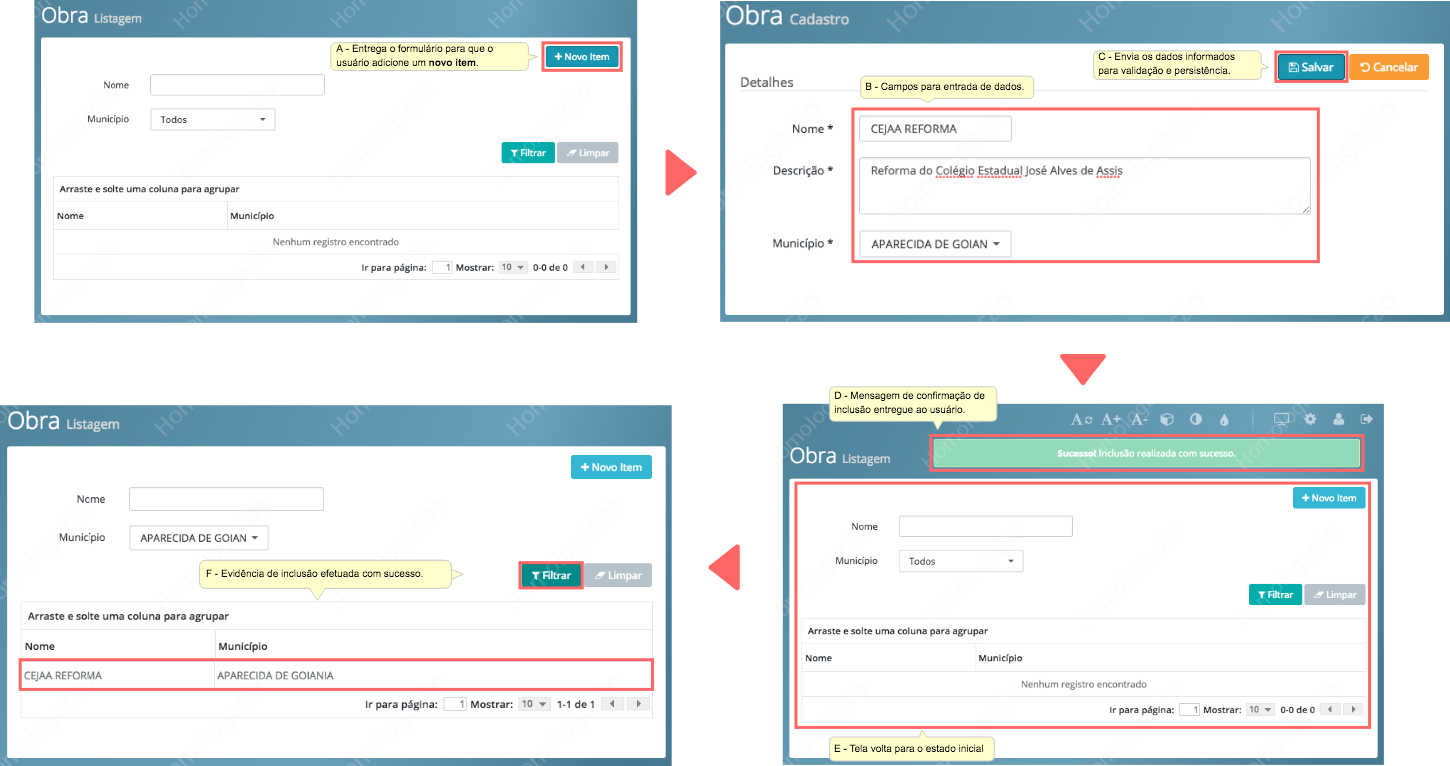 Obra Listagem
A - Entrega o formulário para que o
usuário adicione um novo item.
+ Novo Item
Nome
Município Todos
Filtrar Limpar
Arraste e solte uma coluna para agrupar
Nome Município
Nenhum registro encontrado
Ir para página: 1 Mostrar: 10 0-0 de 0
Homologação
Obra Cadastro
C - Envia os dados informados
para validação e persistência.
Salvar Cancelar
Detalhes
B - Campos para entrada de dados.
Nome * CEJAA REFORMA
Descrição * Reforma do Colégio Estadual José Alves de Assis
Município * APARECIDA DE GOIAN
Homologação
D - Mensagem de confirmação de
inclusão entregue ao usuário.
A A+ A-
Obra Listagem
Sucesso! Inclusão realizada com sucesso.
+ Novo Item
Nome
Município Todos
Filtrar Limpar
Arraste e solte uma coluna para agrupar
Nome Município
Nenhum registro encontrado
Ir para página: 1 Mostrar: 10 0-0 de 0
E - Tela volta para o estado inicial
Homologação
Obra Listagem
+ Novo Item
Nome
Município APARECIDA DE GOIAN
F - Evidência de inclusão efetuada com sucesso.
Filtrar Limpar
Arraste e solte uma coluna para agrupar
Nome Município
CEJAA REFORMA APARECIDA DE GOIANIA
Ir para página: 1 Mostrar: 10 1-1 de 1
Homologação